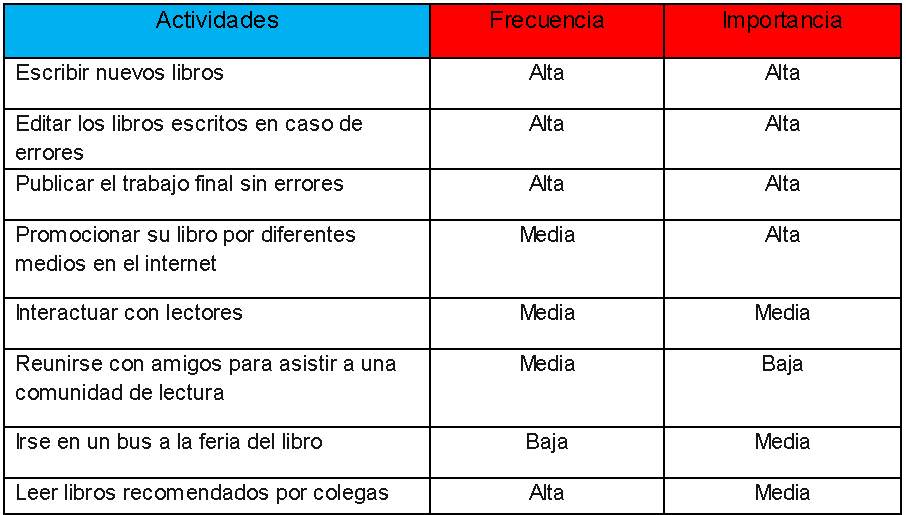 Actividades Frecuencia Importancia
Escribir nuevos libros Alta Alta
Editar los libros escritos en caso de Alta Alta
errores
Publicar el trabajo final sin errores Alta Alta
Promocionar su libro por diferentes Media Alta
medios en el internet
Interactuar con lectores Media Media
Reunirse con amigos para asistir a una Media Baja
comunidad de lectura
Irse en un bus a la feria del libro Baja Media
Leer libros recomendados por colegas Alta Media